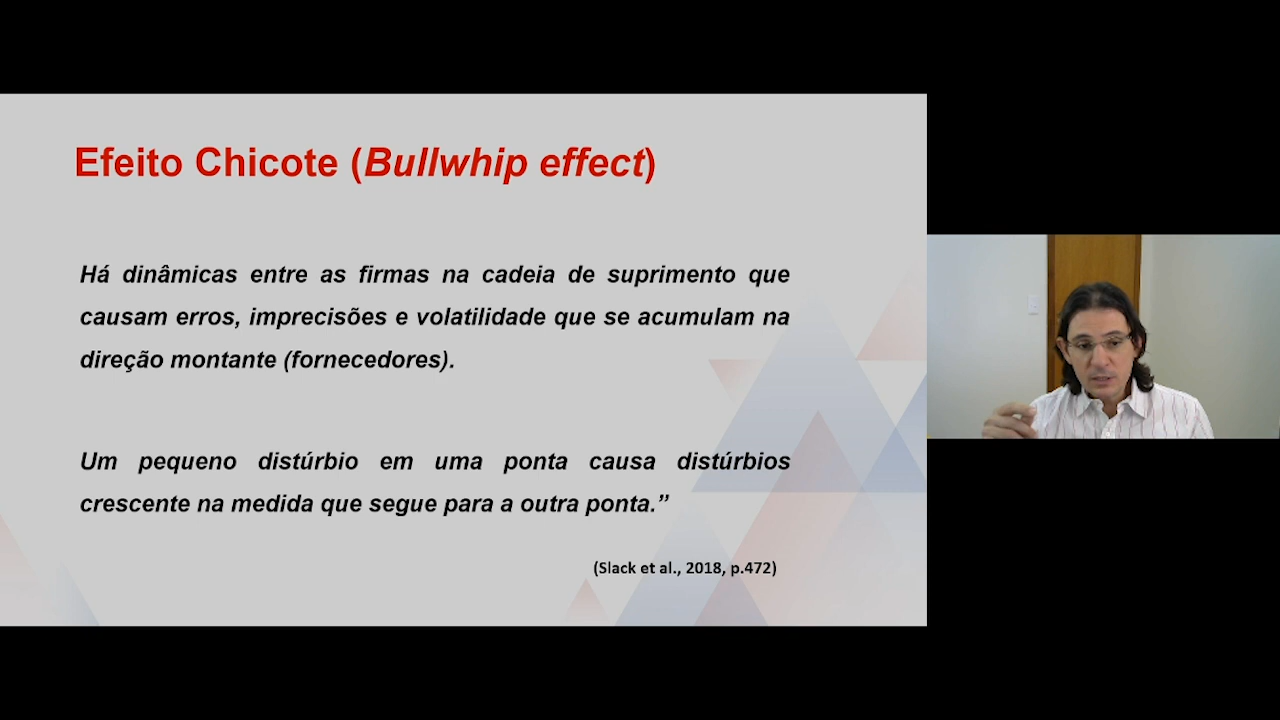 Efeito Chicote (Bullwhip effect)
Há dinâmicas entre as firmas na cadeia de suprimento que
causam erros, imprecisões e volatilidade que se acumulam na
direção montante (fornecedores).
Um pequeno distúrbio em uma ponta causa distúrbios
crescente na medida que segue para a outra ponta.”
(Slack et al., 2018, p.472)